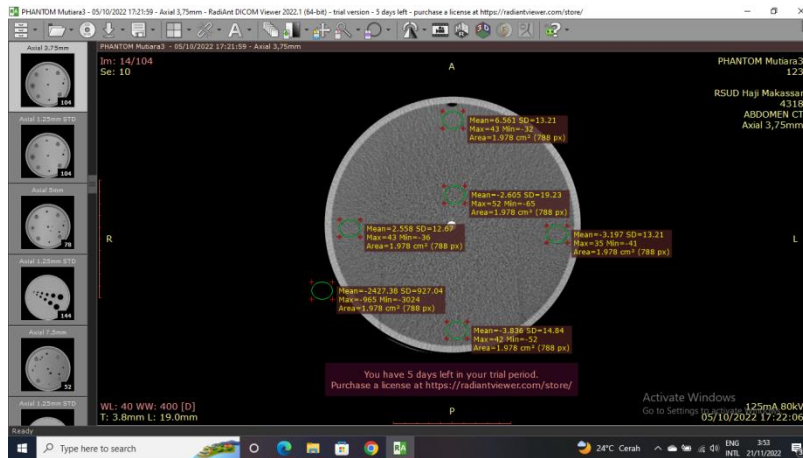 PHANTOM Mutiara3 - 05/10/2022 17:21:59 - Axial 3,75mm - RadiAnt DICOM Viewer 2022.1 (64-bit) - trial version - 5 days left - purchase a license at https://radiantviewer.com/store/
Axial 3,75mm
104
Axial 1.25mm STD
104
Axial 5mm
78
Axial 1.25mm STD
144
Axial 7.5mm
52
Axial 1.25mm STD
PHANTOM Mutiara3 - 05/10/2022 17:21:59 - Axial 3,75mm
Im: 14/104
Se: 10
A
PHANTOM Mutiara3
123
RSUD Haji Makassar
4318
ABDOMEN CT
Axial 3,75mm
Mean=6.561 SD=13.21
Max=43 Min=-32
Area=1.978 cm² (788 px)
Mean=-2.605 SD=19.23
Max=52 Min=-65
Area=1.978 cm² (788 px)
Mean=2.558 SD=12.67
Max=43 Min=-36
Area=1.978 cm² (788 px)
Mean=-3.197 SD=13.21
Max=35 Min=-41
Area=1.978 cm² (788 px)
R
L
Mean=-2427.38 SD=927.04
Max=-965 Min=-3024
Area=1.978 cm² (788 px)
Mean=-3.836 SD=14.84
Max=42 Min=-52
Area=1.978 cm² (788 px)
You have 5 days left in your trial period.
Purchase a license at https://radiantviewer.com/store/
WL: 40 WW: 400 [D]
T: 3.8mm L: 19.0mm
P
Activate Windows
Go to Settings to activate
125mA 80kV
05/10/2022 17:22:06
Ready
Type here to search
24°C Cerah
ENG
INTL
3:53
21/11/2022